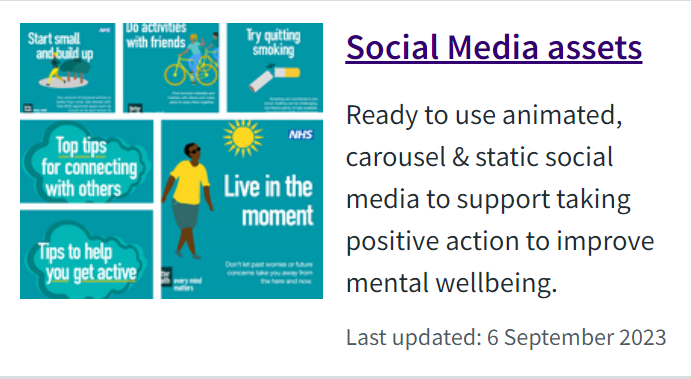 Start small
and build up
NHS
Do activities
with friends
Try quitting
smoking
Top tips
for connecting
with others
NHS
Live in the
moment
Don't let past worries or future
concerns take you away from
the here and now.
every mind
matters
Tips to help
you get active
Social Media assets
Ready to use animated,
carousel & static social
media to support taking
positive action to improve
mental wellbeing.
Last updated: 6 September 2023